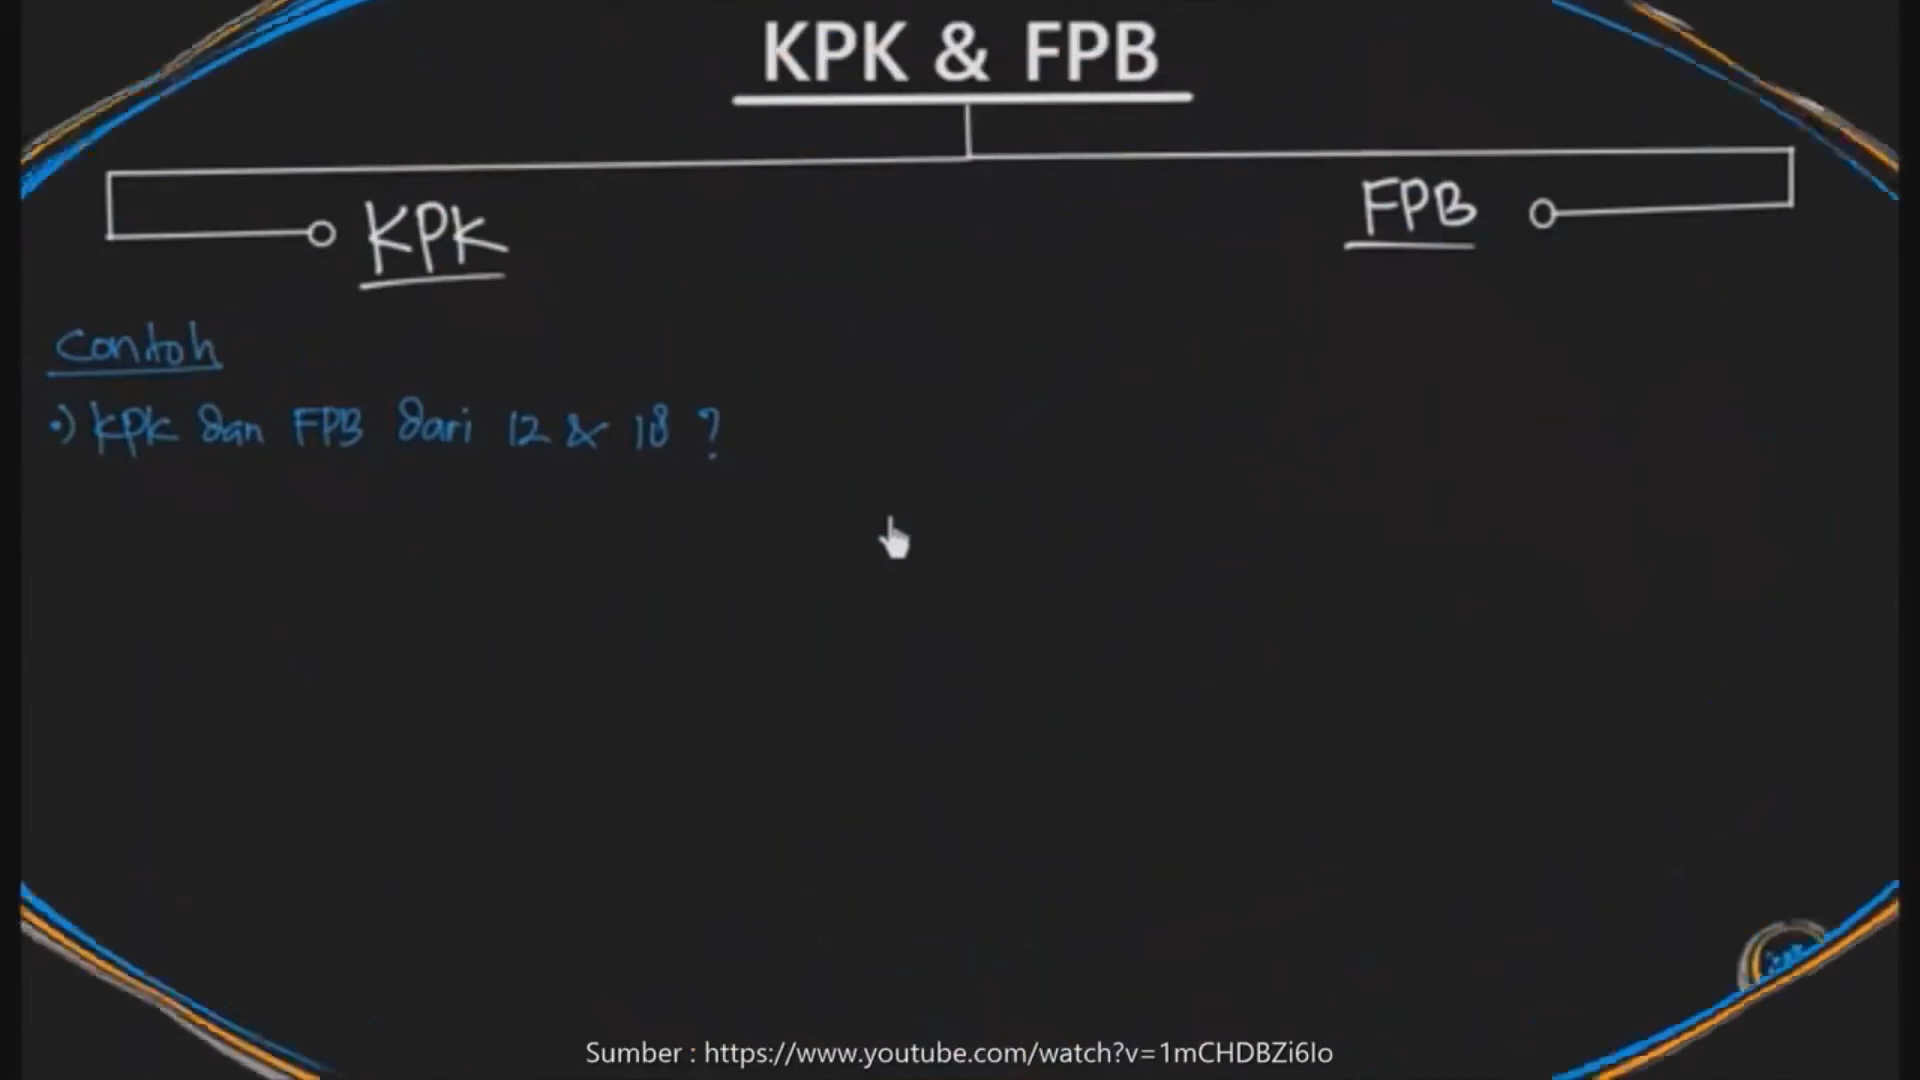 KPK & FPB
KPK
FPB
Contoh
•) KPK dan FPB dari 12 & 18 ?
Sumber : https://www.youtube.com/watch?v=1mCHDBZi6Io